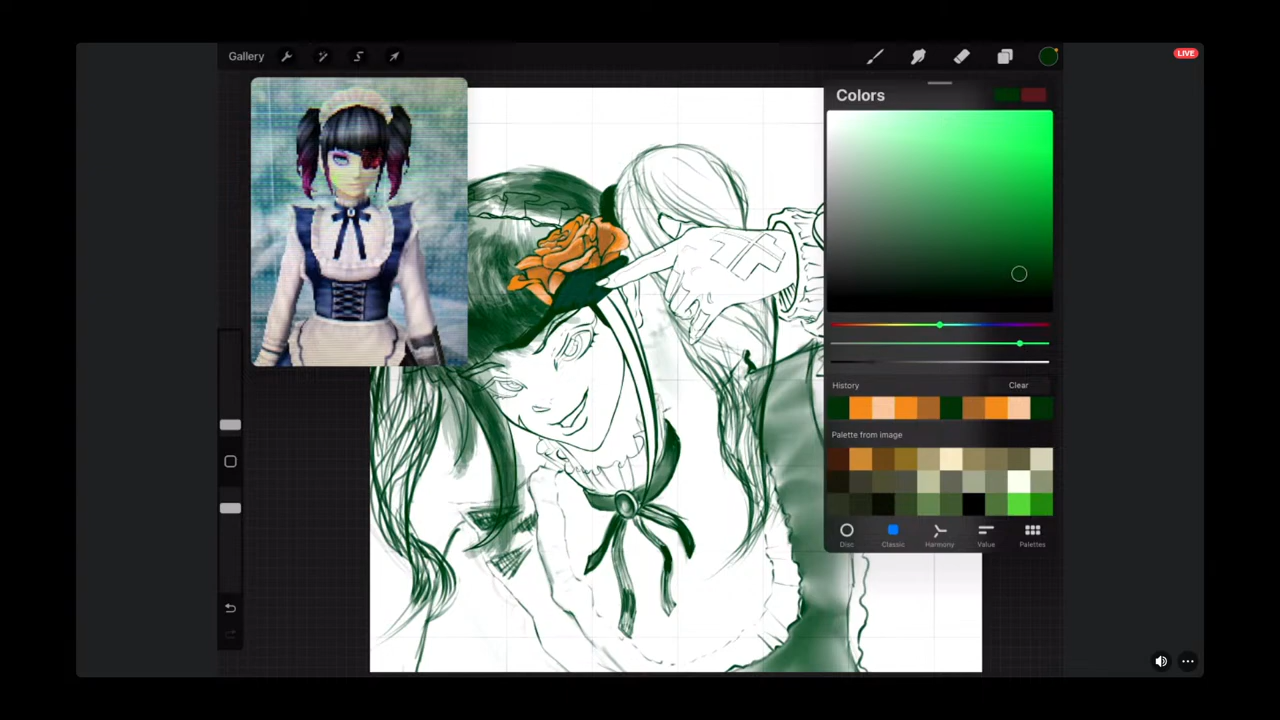 Gallery
LIVE
Colors
History
Clear
Palette from image
Disc
Classic
Harmony
Value
Palettes